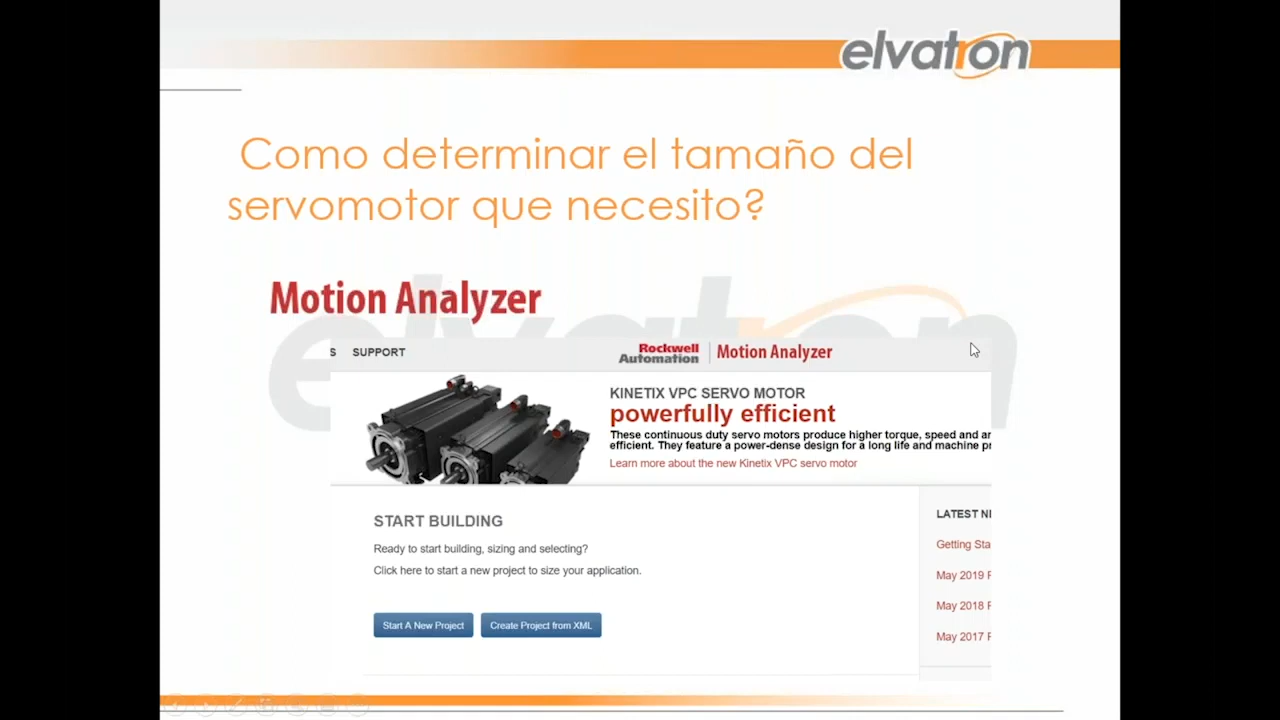 elvatron
Como determinar el tamaño del
servomotor que necesito?
Motion Analyzer
elvatron
S SUPPORT
Rockwell
Automation
Motion Analyzer
KINETIX VPC SERVO MOTOR
powerfully efficient
These continuous duty servo motors produce higher torque, speed and ar
efficient. They feature a power-dense design for a long life and machine pr
Learn more about the new Kinetix VPC servo motor
START BUILDING
Ready to start building, sizing and selecting?
Click here to start a new project to size your application.
Start A New Project
Create Project from XML
LATEST NI
Getting Sta
May 2019 F
May 2018 F
May 2017 F